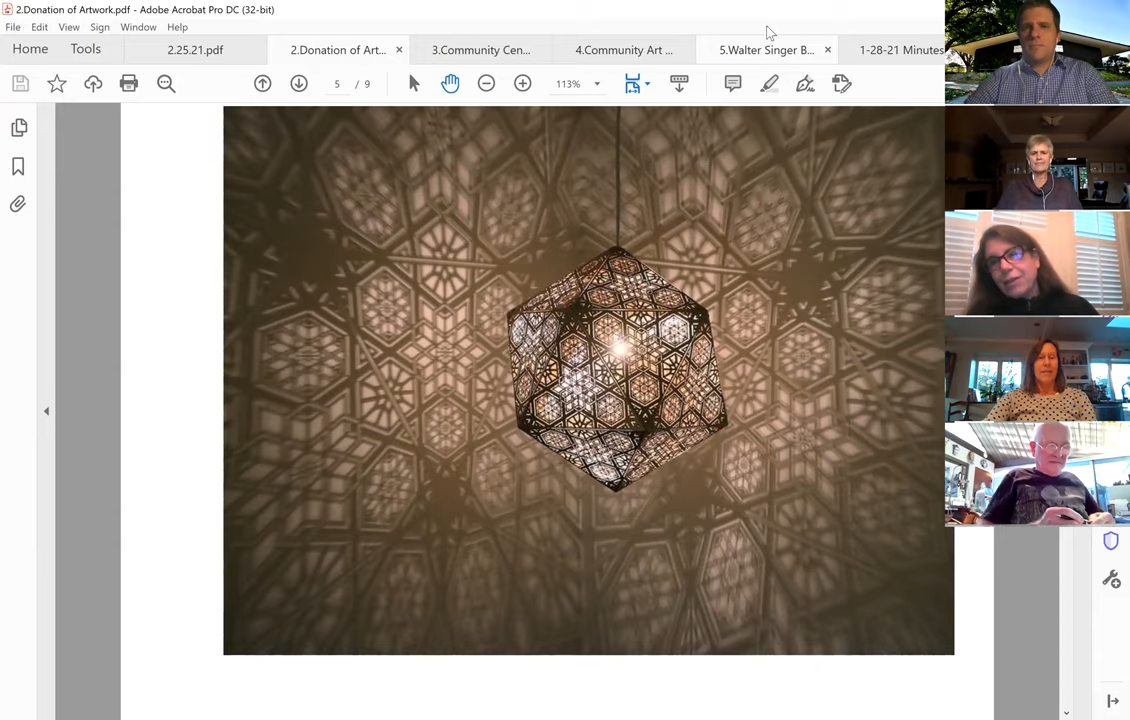 2.Donation of Artwork.pdf - Adobe Acrobat Pro DC (32-bit)
File Edit View Sign Window Help
Home Tools 2.25.21.pdf 2.Donation of Art... 3.Community Cen... 4.Community Art ... 5.Walter Singer B... 1-28-21 Minutes
5 / 9 113%